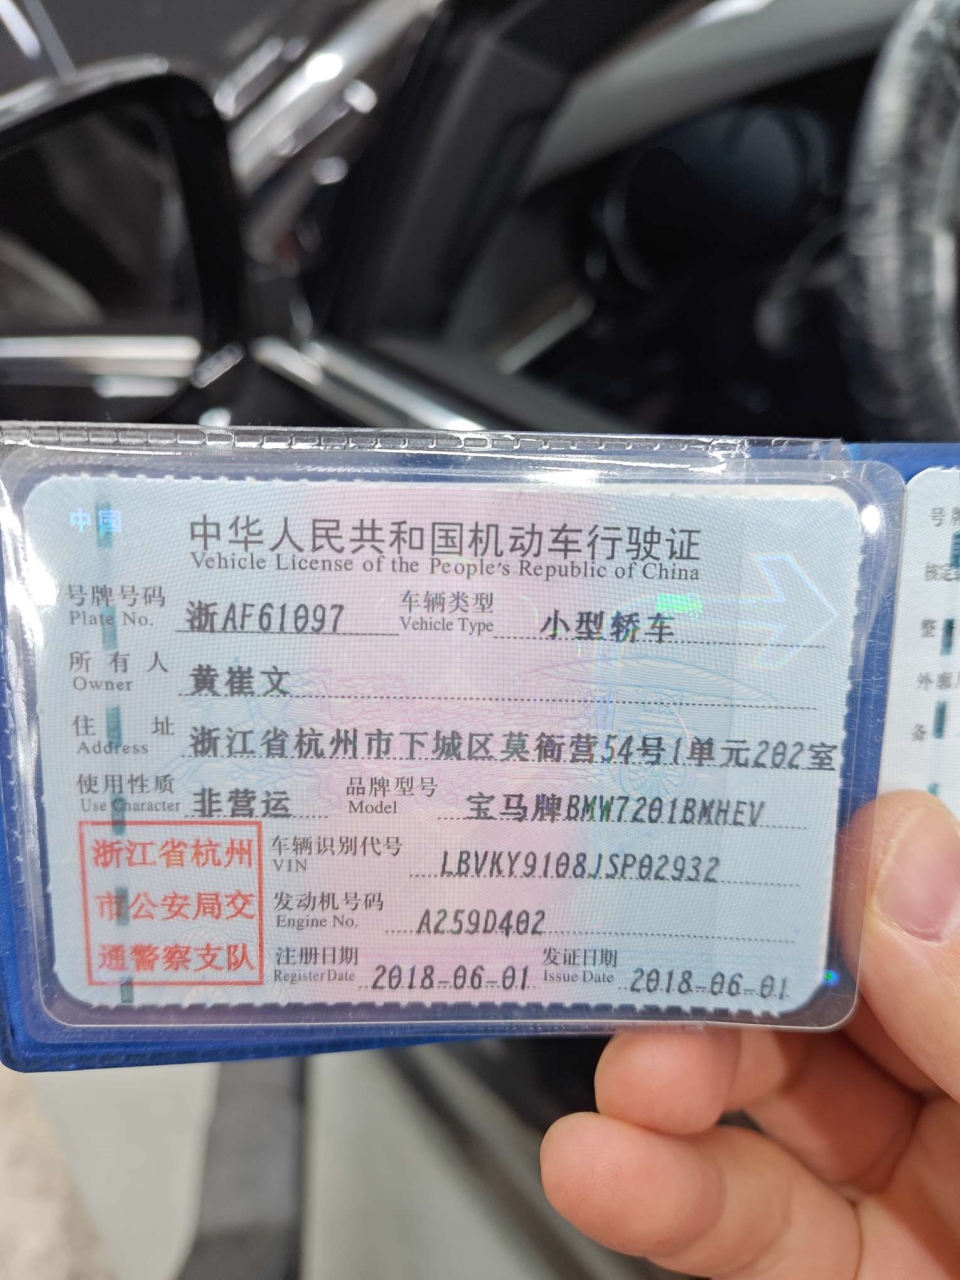 中国
中华人民共和国机动车行驶证
Vehicle License of the People's Republic of China
号牌号码 浙AF61097 车辆类型 小型轿车
Plate No. Vehicle Type
所有人 黄崔文
Owner
住址 浙江省杭州市下城区莫衙营54号1单元202室
Address
使用性质 非营运 品牌型号 宝马牌BMW7201BMHEV
Use Character Model
浙江省杭州
市公安局交
通警察支队
车辆识别代号 LBVKY9108JSP02932
VIN
发动机号码 A259D402
Engine No.
注册日期 2018-06-01 发证日期 2018-06-01
Register Date Issue Date
号牌
核定
整
外廓
备